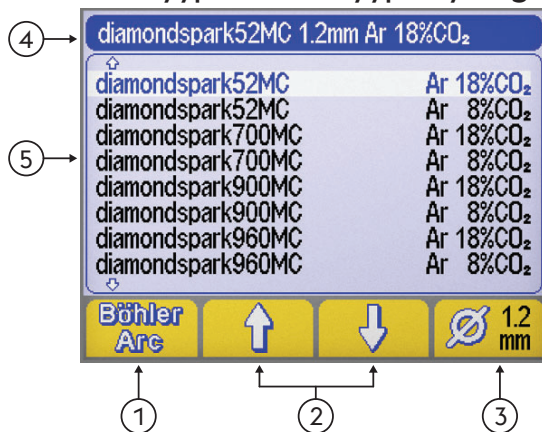 ④ diamondspark52MC 1.2mm Ar 18%CO₂
diamondspark52MC Ar 18%CO₂
diamondspark52MC Ar 8%CO₂
diamondspark700MC Ar 18%CO₂
⑤ diamondspark700MC Ar 8%CO₂
diamondspark900MC Ar 18%CO₂
diamondspark900MC Ar 8%CO₂
diamondspark960MC Ar 18%CO₂
diamondspark960MC Ar 8%CO₂
Böhler Arc
Ø 1.2 mm
① ② ③